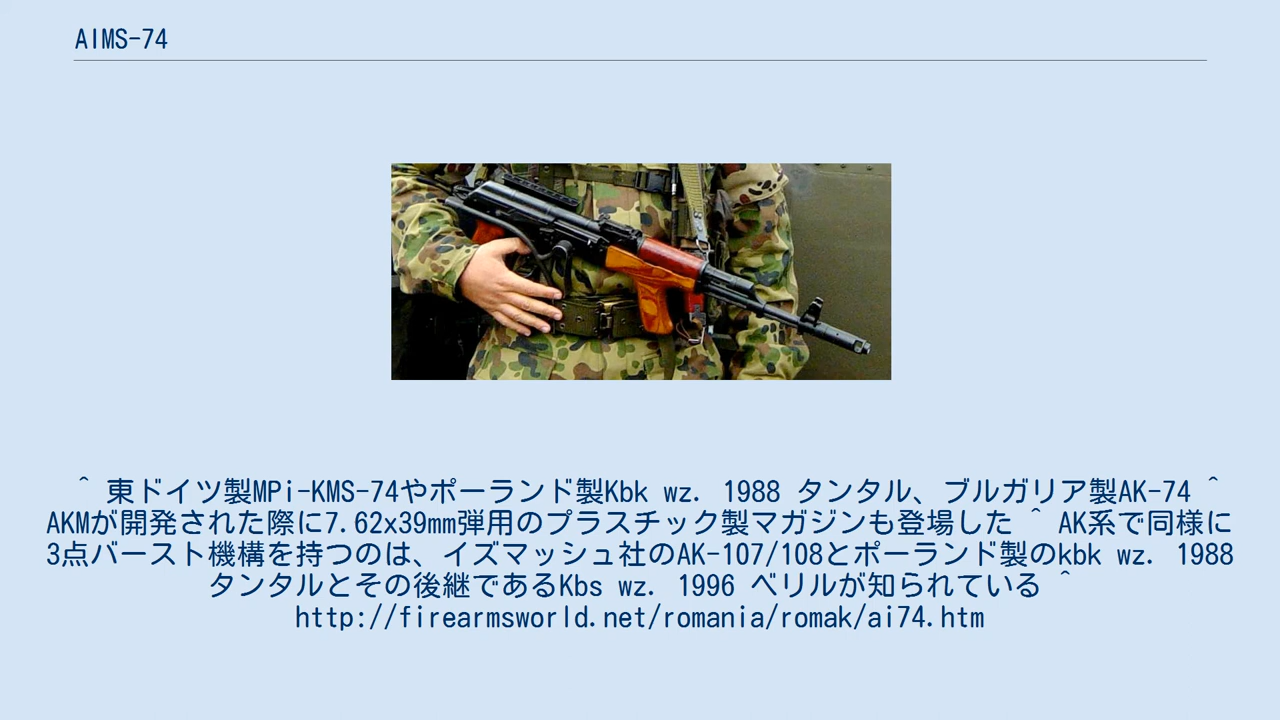 AIMS-74
^ 東ドイツ製MPi-KMS-74やポーランド製Kbk wz. 1988 タンタル、ブルガリア製AK-74 ^
AKMが開発された際に7.62x39mm弾用のプラスチック製マガジンも登場した ^ AK系で同様に
3点バースト機構を持つのは、イズマッシュ社のAK-107/108とポーランド製のkbk wz. 1988
タンタルとその後継であるKbs wz. 1996 ベリルが知られている ^
http://firearmsworld.net/romania/romak/ai74.htm